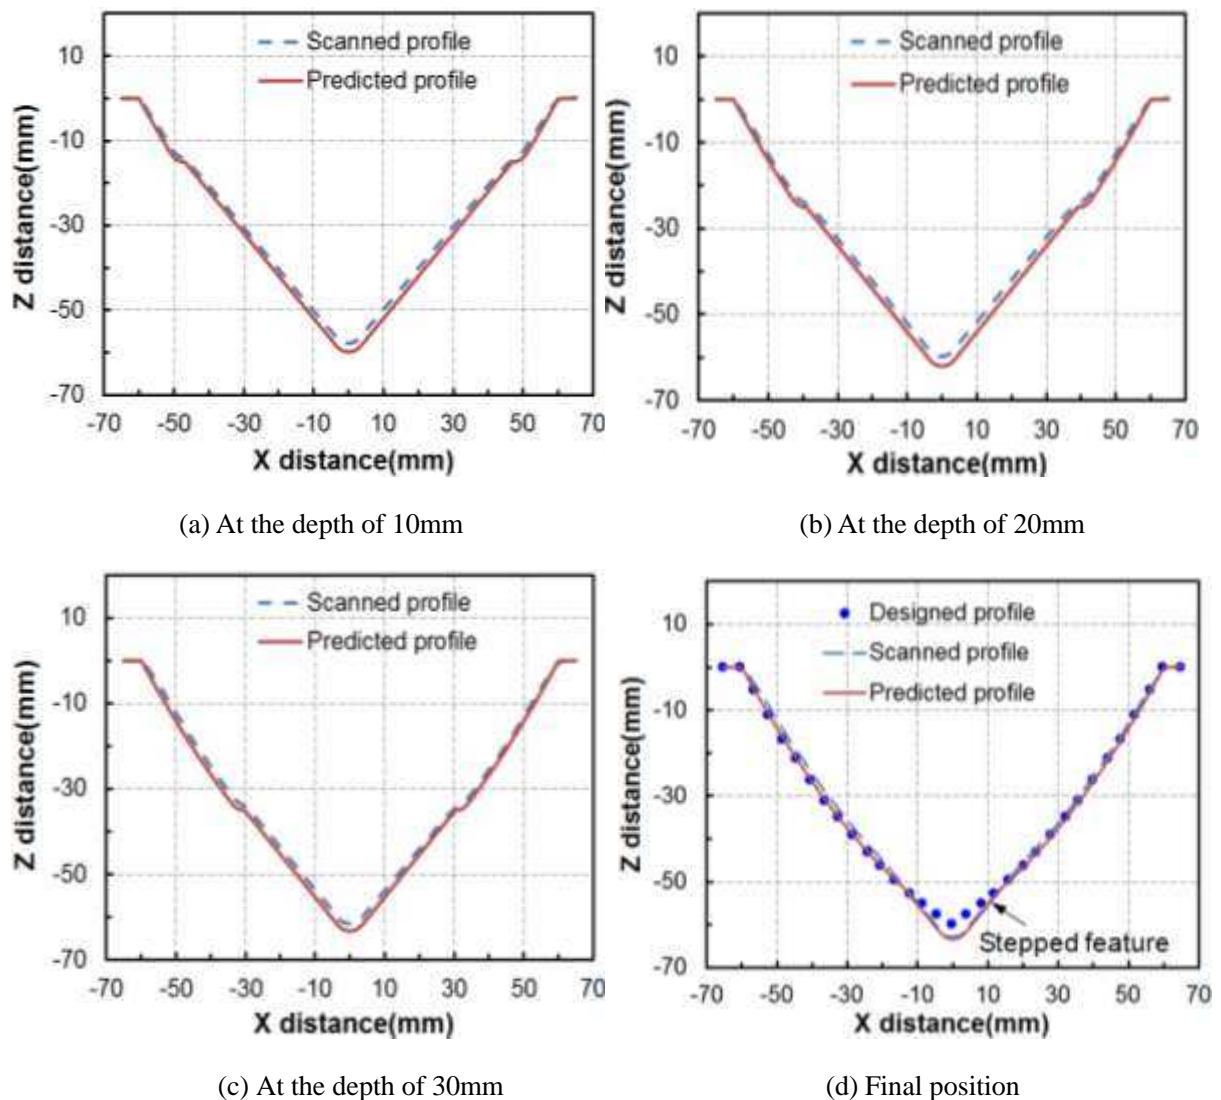 10
-10
-30
-50
-70
Z distance(mm)
Scanned profile
Predicted profile
-70 -50 -30 -10 10 30 50 70
X distance(mm)
(a) At the depth of 10mm
10
-10
-30
-50
-70
Z distance(mm)
Scanned profile
Predicted profile
-70 -50 -30 -10 10 30 50 70
X distance(mm)
(b) At the depth of 20mm
10
-10
-30
-50
-70
Z distance(mm)
Scanned profile
Predicted profile
-70 -50 -30 -10 10 30 50 70
X distance(mm)
(c) At the depth of 30mm
10
-10
-30
-50
-70
Z distance(mm)
Designed profile
Scanned profile
Predicted profile
Stepped feature
-70 -50 -30 -10 10 30 50 70
X distance(mm)
(d) Final position